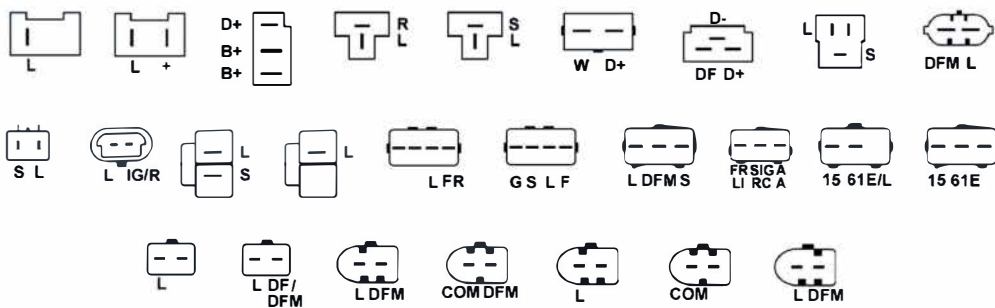 L
L +
D+
B+
B+
R
L
S
L
W D+
D-
DF D+
L
S
DFM L
S L
L IG/R
L
S
L
L FR
G S L F
L DFM S
FR SIG A
LI RC A
15 61E/L
15 61E
L
L DF/
DFM
L DFM
COM DFM
L
COM
L DFM